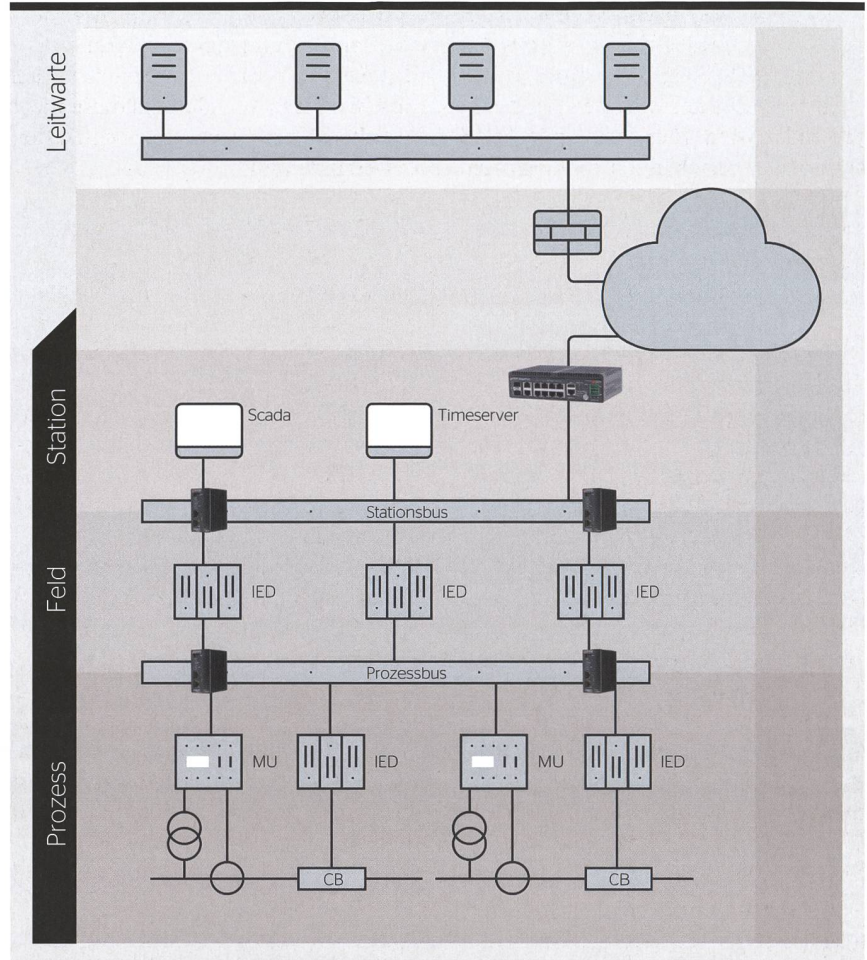 Leitwarte
Station
Scada
Timeserver
Stationsbus
Feld
IED
IED
IED
Prozessbus
Prozess
MU
IED
MU
IED
CB
CB